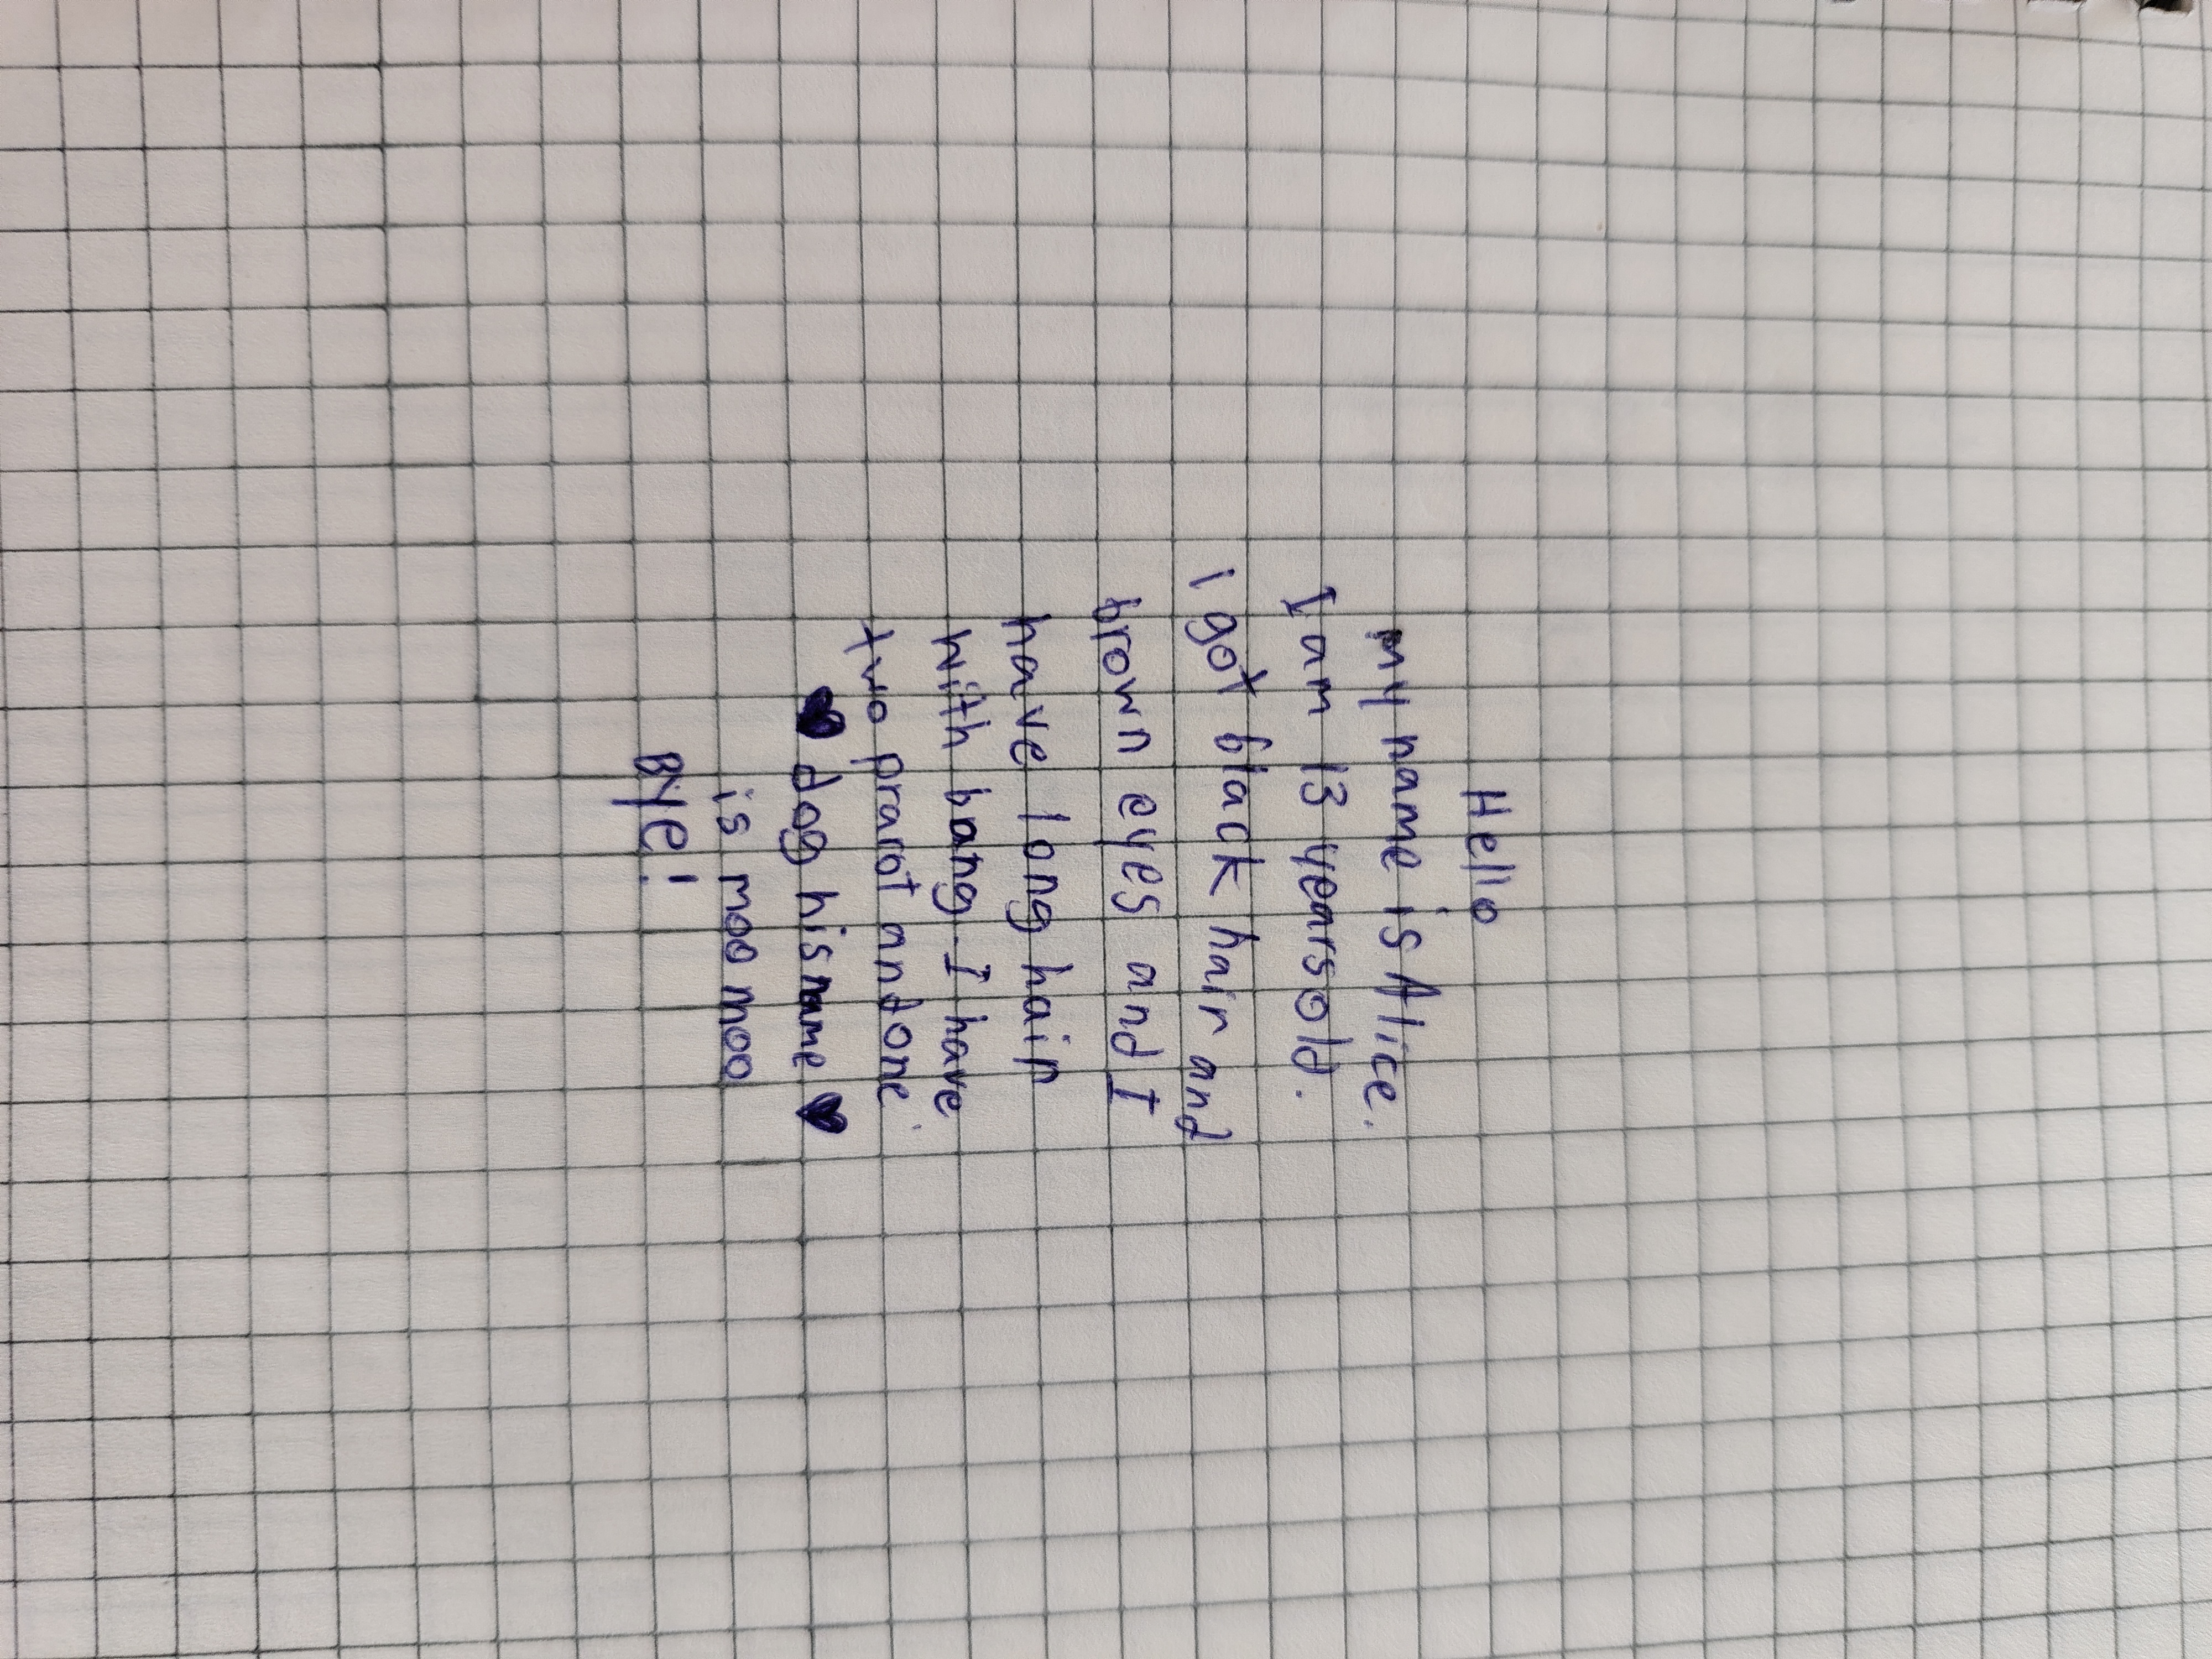 Hello
my name is Alice.
I am 13 years old.
I got black hair and
brown eyes and I
have long hair
with bang. I have
two prarot and one.
♥ dog his name ♥
is moo moo
Bye!